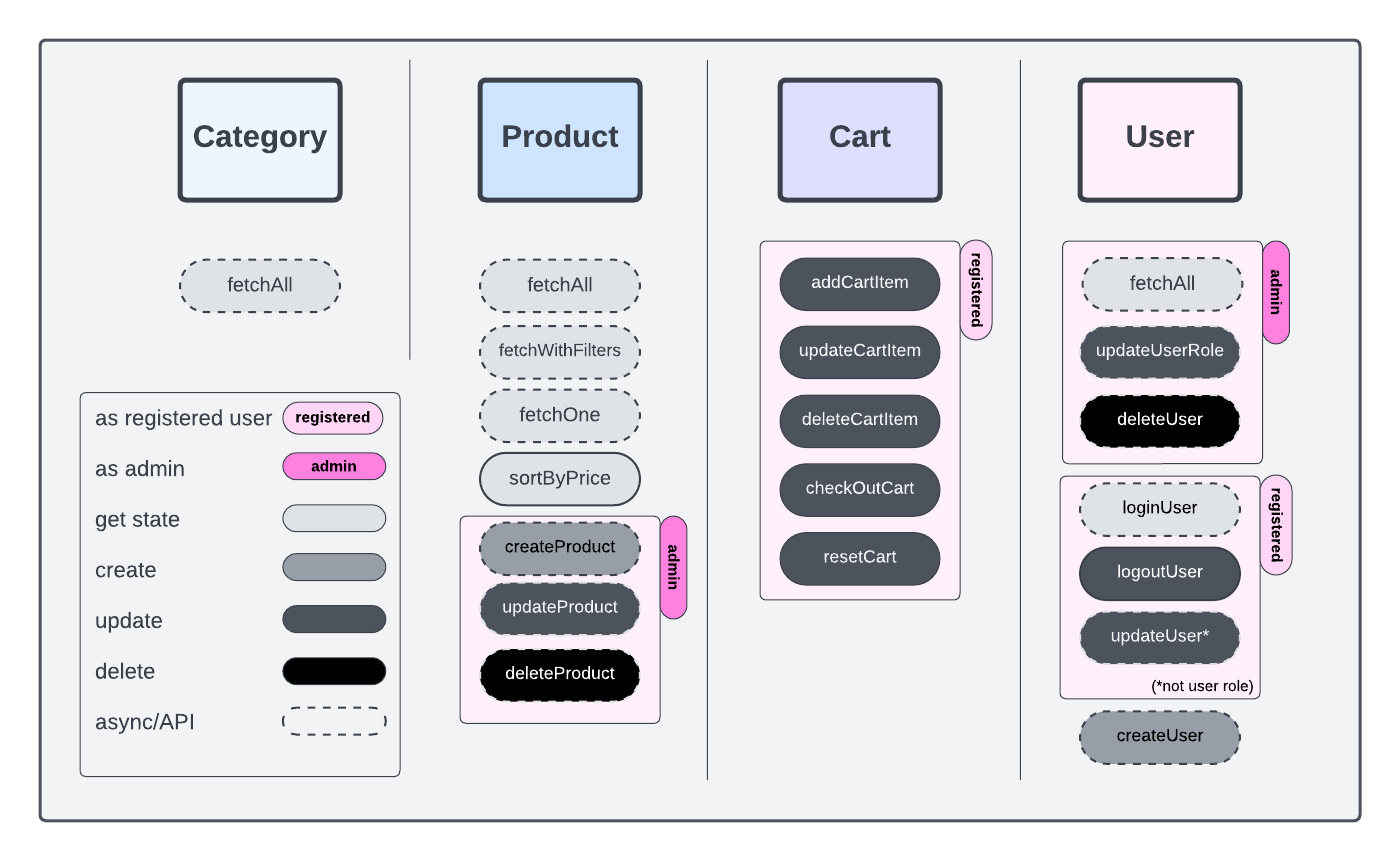 Category
fetchAll
as registered user registered
as admin admin
get state
create
update
delete
async/API
Product
fetchAll
fetchWithFilters
fetchOne
sortByPrice
createProduct
updateProduct
deleteProduct
admin
Cart
addCartItem
updateCartItem
deleteCartItem
checkOutCart
resetCart
registered
User
fetchAll
updateUserRole
deleteUser
admin
loginUser
logoutUser
updateUser*
(*not user role)
registered
createUser